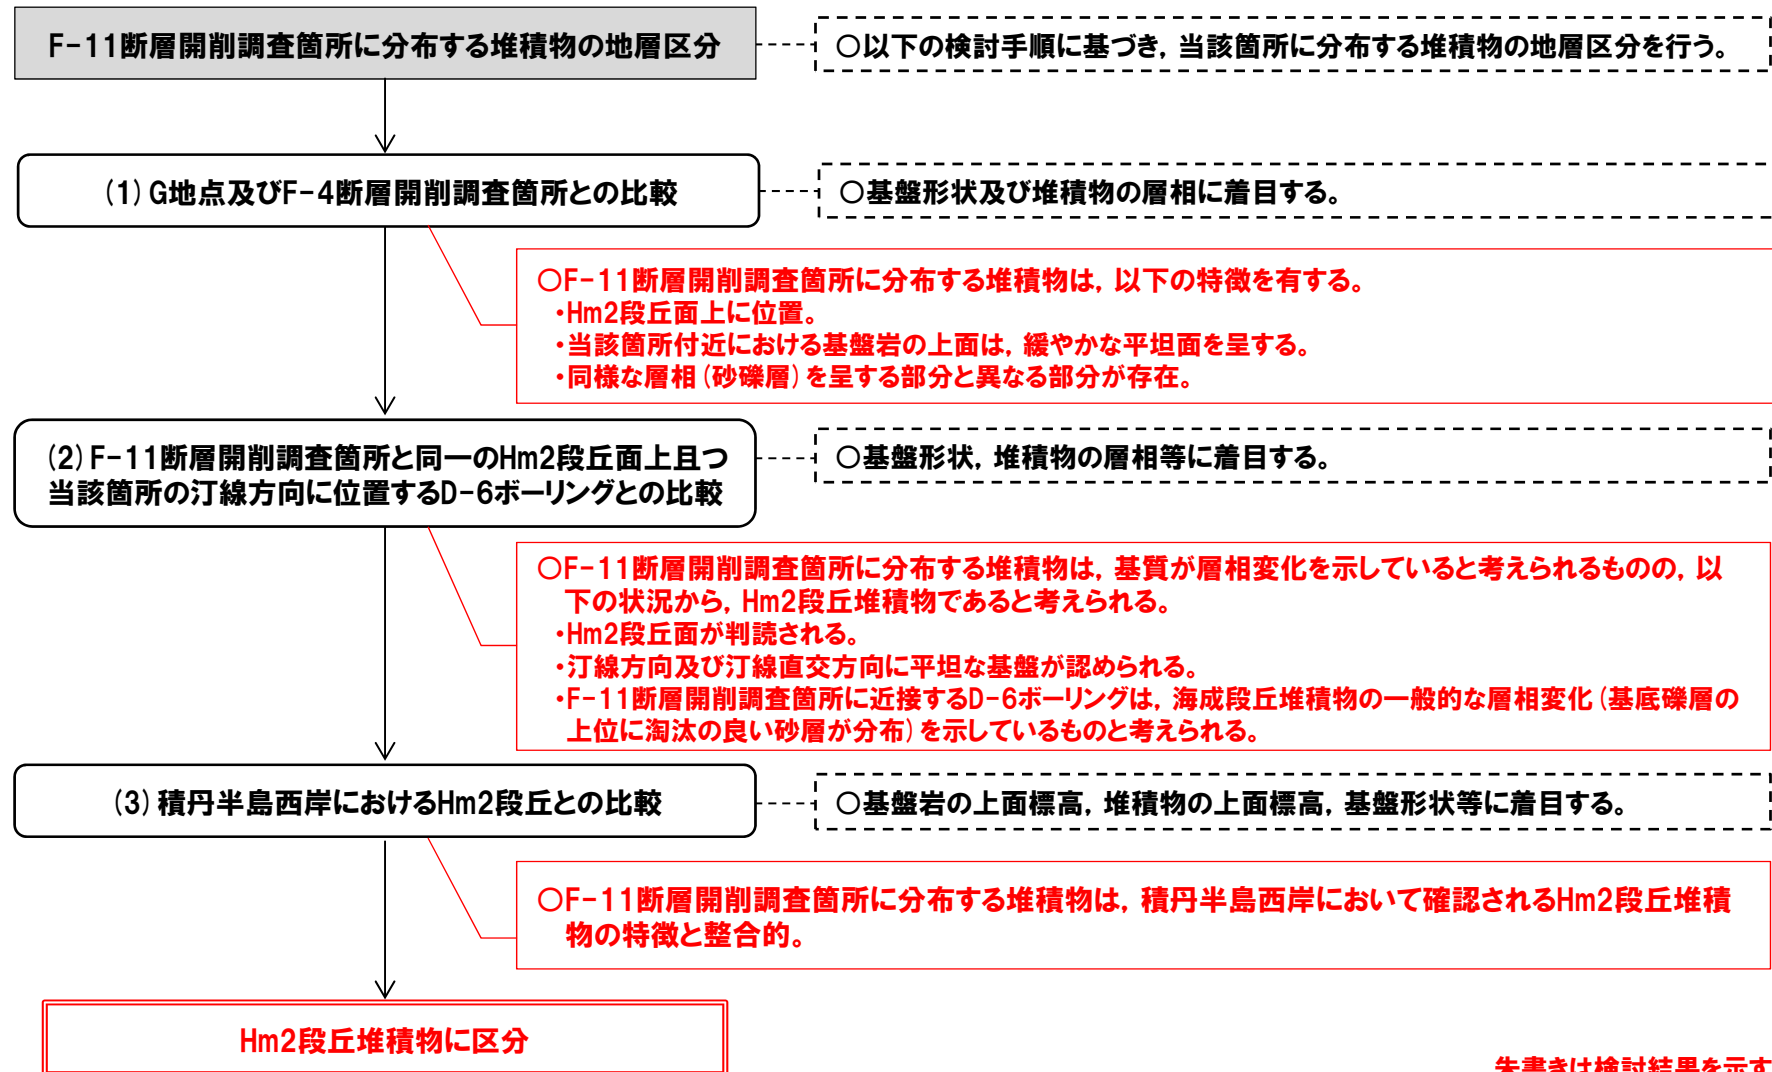 F-11断層開削調査箇所に分布する堆積物の地層区分
○以下の検討手順に基づき，当該箇所に分布する堆積物の地層区分を行う。
(1)G地点及びF-4断層開削調査箇所との比較
○基盤形状及び堆積物の層相に着目する。
○F-11断層開削調査箇所に分布する堆積物は，以下の特徴を有する。
・Hm2段丘面上に位置。
・当該箇所付近における基盤岩の上面は，緩やかな平坦面を呈する。
・同様な層相(砂礫層)を呈する部分と異なる部分が存在。
(2)F-11断層開削調査箇所と同一のHm2段丘面上且つ
当該箇所の汀線方向に位置するD-6ボーリングとの比較
○基盤形状，堆積物の層相等に着目する。
○F-11断層開削調査箇所に分布する堆積物は，基質が層相変化を示していると考えられるものの，以
下の状況から，Hm2段丘堆積物であると考えられる。
・Hm2段丘面が判読される。
・汀線方向及び汀線直交方向に平坦な基盤が認められる。
・F-11断層開削調査箇所に近接するD-6ボーリングは，海成段丘堆積物の一般的な層相変化(基底礫層の
上位に淘汰の良い砂層が分布)を示しているものと考えられる。
(3)積丹半島西岸におけるHm2段丘との比較
○基盤岩の上面標高，堆積物の上面標高，基盤形状等に着目する。
○F-11断層開削調査箇所に分布する堆積物は，積丹半島西岸において確認されるHm2段丘堆積
物の特徴と整合的。
Hm2段丘堆積物に区分
朱書きは検討結果を示す